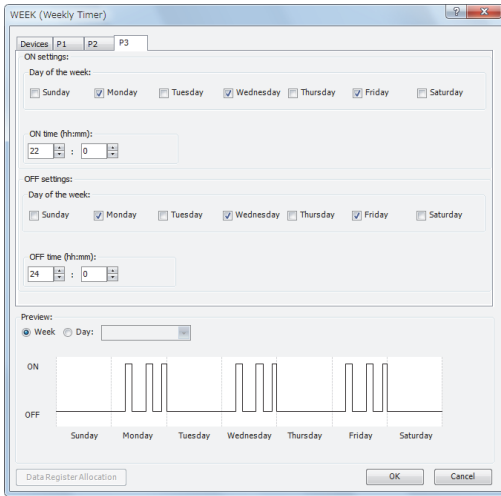 WEEK (Weekly Timer)
?
Devices P1 P2 P3
ON settings:
Day of the week:
Sunday Monday Tuesday Wednesday Thursday Friday Saturday
ON time (hh:mm):
22 : 0
OFF settings:
Day of the week:
Sunday Monday Tuesday Wednesday Thursday Friday Saturday
OFF time (hh:mm):
24 : 0
Preview:
Week Day:
ON
OFF
Sunday Monday Tuesday Wednesday Thursday Friday Saturday
Data Register Allocation OK Cancel